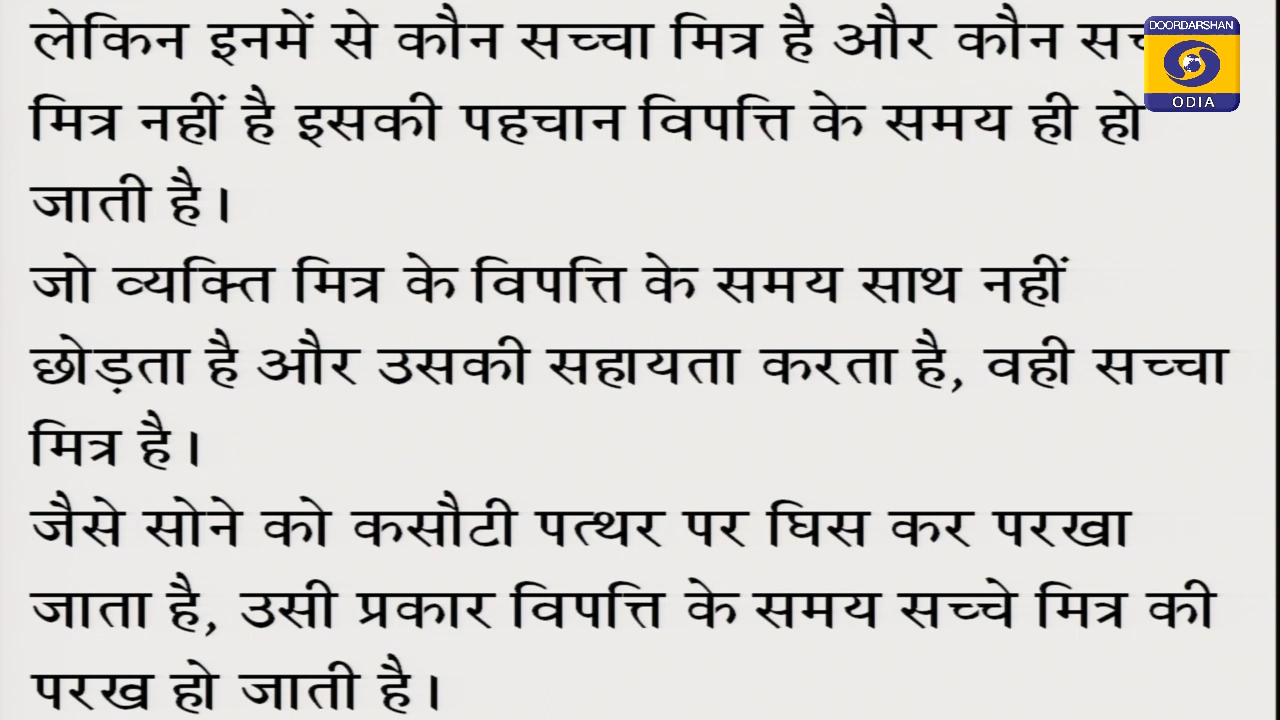 लेकिन इनमें से कौन सच्चा मित्र है और कौन
DOORDARSHAN
ODIA
मित्र नहीं है इसकी पहचान विपत्ति के समय ही हो
जाती है।
जो व्यक्ति मित्र के विपत्ति के समय साथ नहीं
छोड़ता है और उसकी सहायता करता है, वही सच्चा
मित्र है।
जैसे सोने को कसौटी पत्थर पर घिस कर परखा
जाता है, उसी प्रकार विपत्ति के समय सच्चे मित्र की
परख हो जाती है।